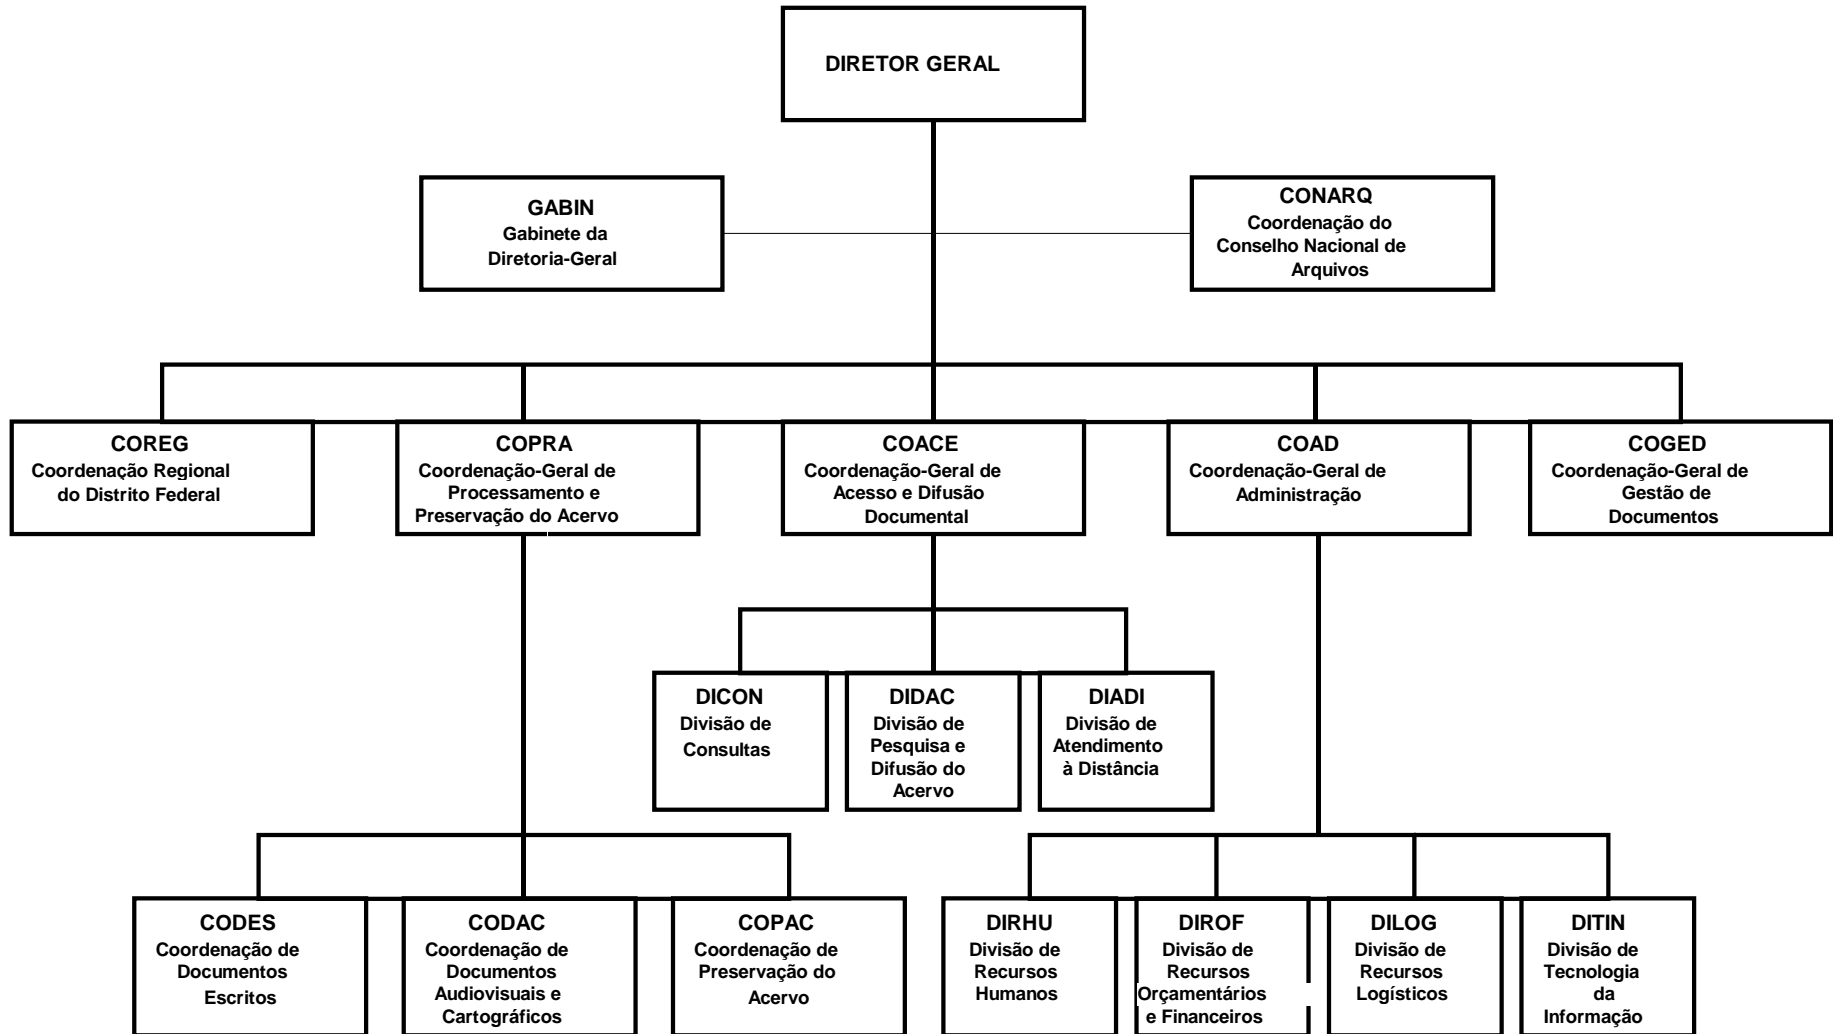 DIRETOR GERAL
GABIN
Gabinete da
Diretoria-Geral
CONARQ
Coordenação do
Conselho Nacional de
Arquivos
COREG
Coordenação Regional
do Distrito Federal
COPRA
Coordenação-Geral de
Processamento e
Preservação do Acervo
COACE
Coordenação-Geral de
Acesso e Difusão
Documental
COAD
Coordenação-Geral de
Administração
COGED
Coordenação-Geral de
Gestão de
Documentos
DICON
Divisão de
Consultas
DIDAC
Divisão de
Pesquisa e
Difusão do
Acervo
DIADI
Divisão de
Atendimento
à Distância
CODES
Coordenação de
Documentos
Escritos
CODAC
Coordenação de
Documentos
Audiovisuais e
Cartográficos
COPAC
Coordenação de
Preservação do
Acervo
DIRHU
Divisão de
Recursos
Humanos
DIROF
Divisão de
Recursos
Orçamentários
e Financeiros
DILOG
Divisão de
Recursos
Logísticos
DITIN
Divisão de
Tecnologia
da
Informação